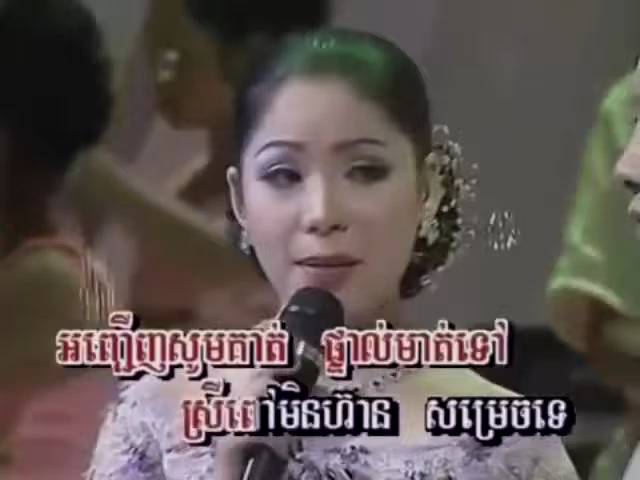 អញ្ជើញសូមគាត់ ផ្ទាល់មាត់ទៅ
ស្រីនៅមិនហ៊ាន សម្រេចទេ